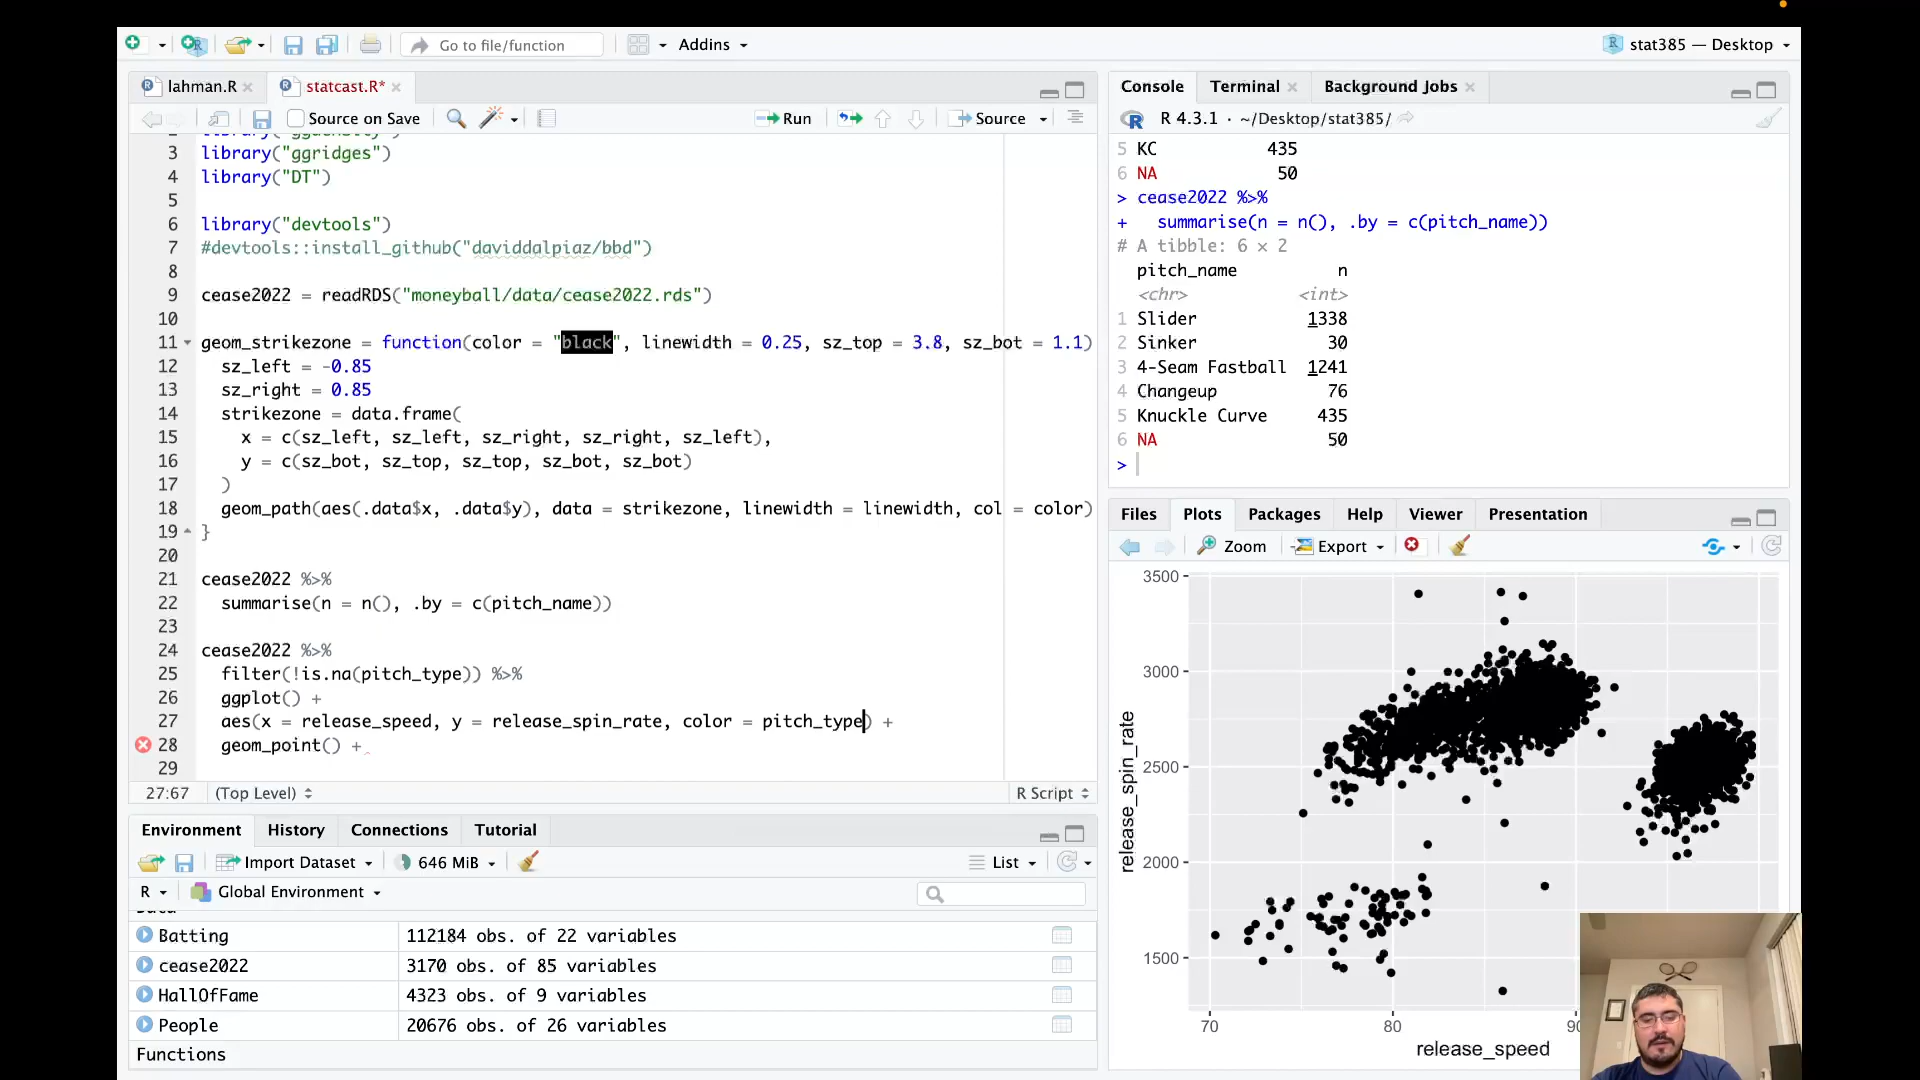 Go to file/function
Addins
stat385 — Desktop
lahman.R
statcast.R*
Source on Save
Run
Source
3 library("ggridges")
4 library("DT")
5
6 library("devtools")
7 #devtools::install_github("daviddalpiaz/bbd")
8
9 cease2022 = readRDS("moneyball/data/cease2022.rds")
10
11 geom_strikezone = function(color = "black", linewidth = 0.25, sz_top = 3.8, sz_bot = 1.1)
12 sz_left = -0.85
13 sz_right = 0.85
14 strikezone = data.frame(
15 x = c(sz_left, sz_left, sz_right, sz_right, sz_left),
16 y = c(sz_bot, sz_top, sz_top, sz_bot, sz_bot)
17 )
18 geom_path(aes(.data$x, .data$y), data = strikezone, linewidth = linewidth, col = color)
19 }
20
21 cease2022 %>%
22 summarise(n = n(), .by = c(pitch_name))
23
24 cease2022 %>%
25 filter(!is.na(pitch_type)) %>%
26 ggplot() +
27 aes(x = release_speed, y = release_spin_rate, color = pitch_type) +
28 geom_point() +
29
27:67 (Top Level) R Script
Environment History Connections Tutorial
Import Dataset 646 MiB List
R Global Environment
Batting 112184 obs. of 22 variables
cease2022 3170 obs. of 85 variables
HallOfFame 4323 obs. of 9 variables
People 20676 obs. of 26 variables
Functions
Console Terminal Background Jobs
R 4.3.1 · ~/Desktop/stat385/
5 KC 435
6 NA 50
> cease2022 %>%
+ summarise(n = n(), .by = c(pitch_name))
# A tibble: 6 × 2
pitch_name n
<chr> <int>
1 Slider 1338
2 Sinker 30
3 4-Seam Fastball 1241
4 Changeup 76
5 Knuckle Curve 435
6 NA 50
>
Files Plots Packages Help Viewer Presentation
Zoom Export
3500
3000
2500
2000
1500
release_spin_rate
70 80
release_speed